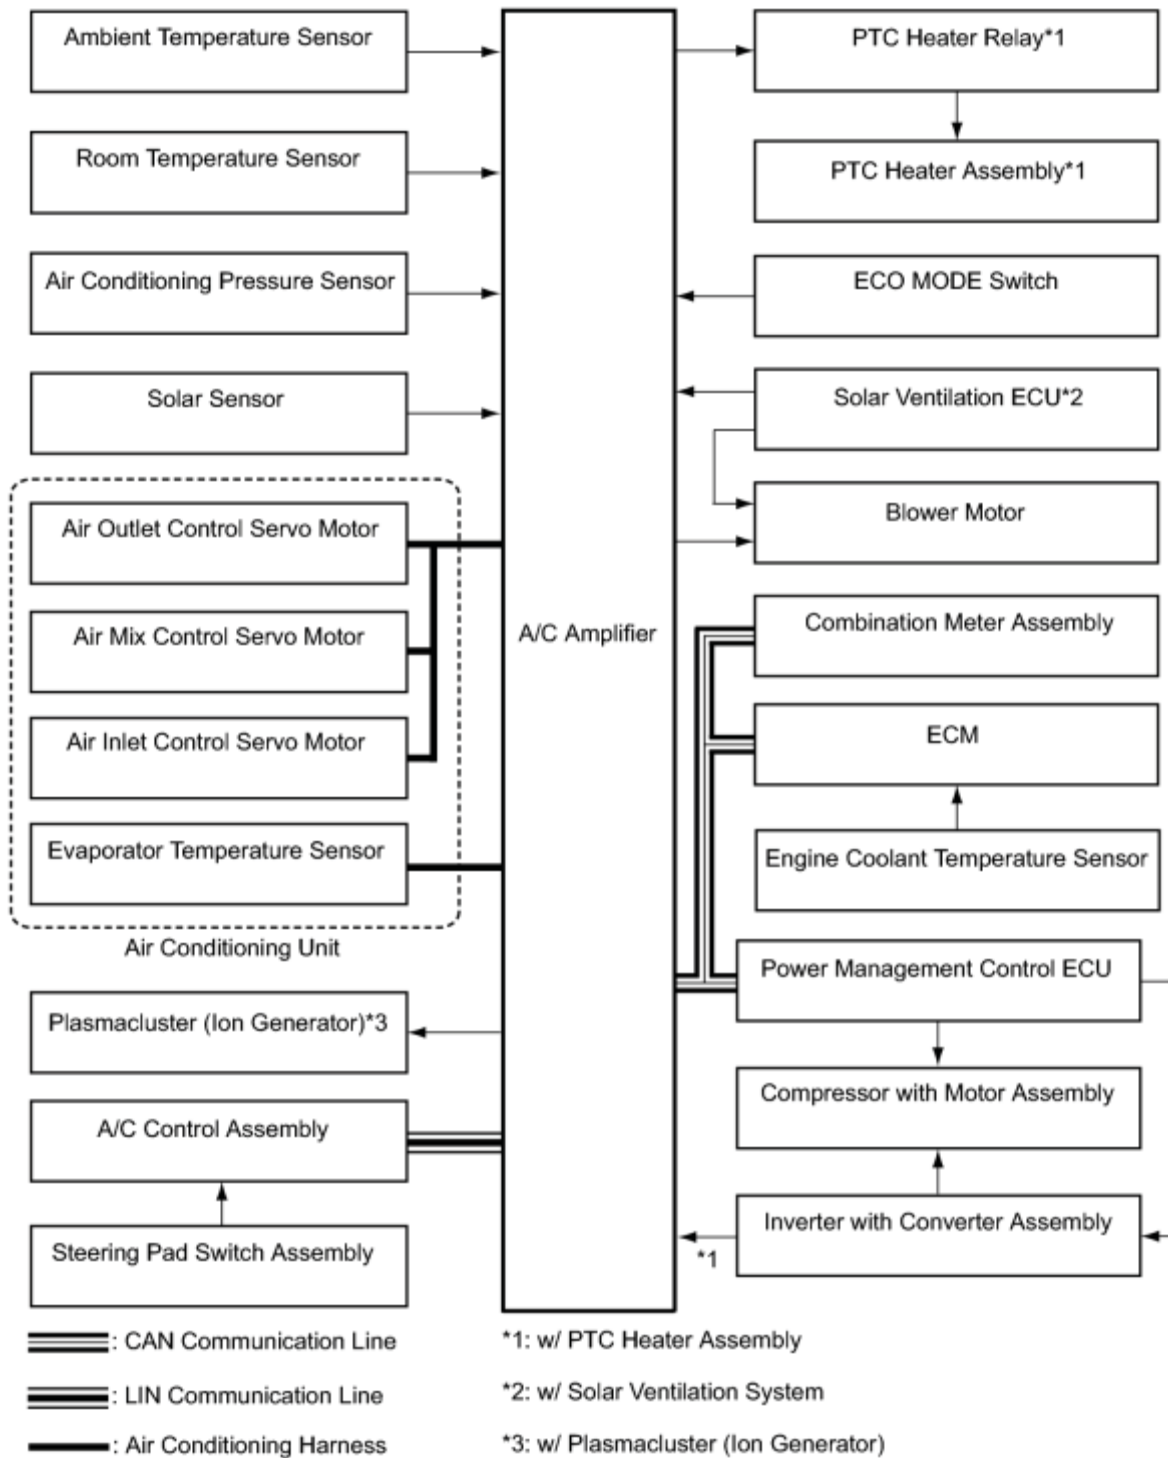 Ambient Temperature Sensor
Room Temperature Sensor
Air Conditioning Pressure Sensor
Solar Sensor
Air Outlet Control Servo Motor
Air Mix Control Servo Motor
Air Inlet Control Servo Motor
Evaporator Temperature Sensor
Air Conditioning Unit
Plasmacluster (Ion Generator)*3
A/C Control Assembly
Steering Pad Switch Assembly
A/C Amplifier
PTC Heater Relay*1
PTC Heater Assembly*1
ECO MODE Switch
Solar Ventilation ECU*2
Blower Motor
Combination Meter Assembly
ECM
Engine Coolant Temperature Sensor
Power Management Control ECU
Compressor with Motor Assembly
Inverter with Converter Assembly
*1
: CAN Communication Line
: LIN Communication Line
: Air Conditioning Harness
*1: w/ PTC Heater Assembly
*2: w/ Solar Ventilation System
*3: w/ Plasmacluster (Ion Generator)